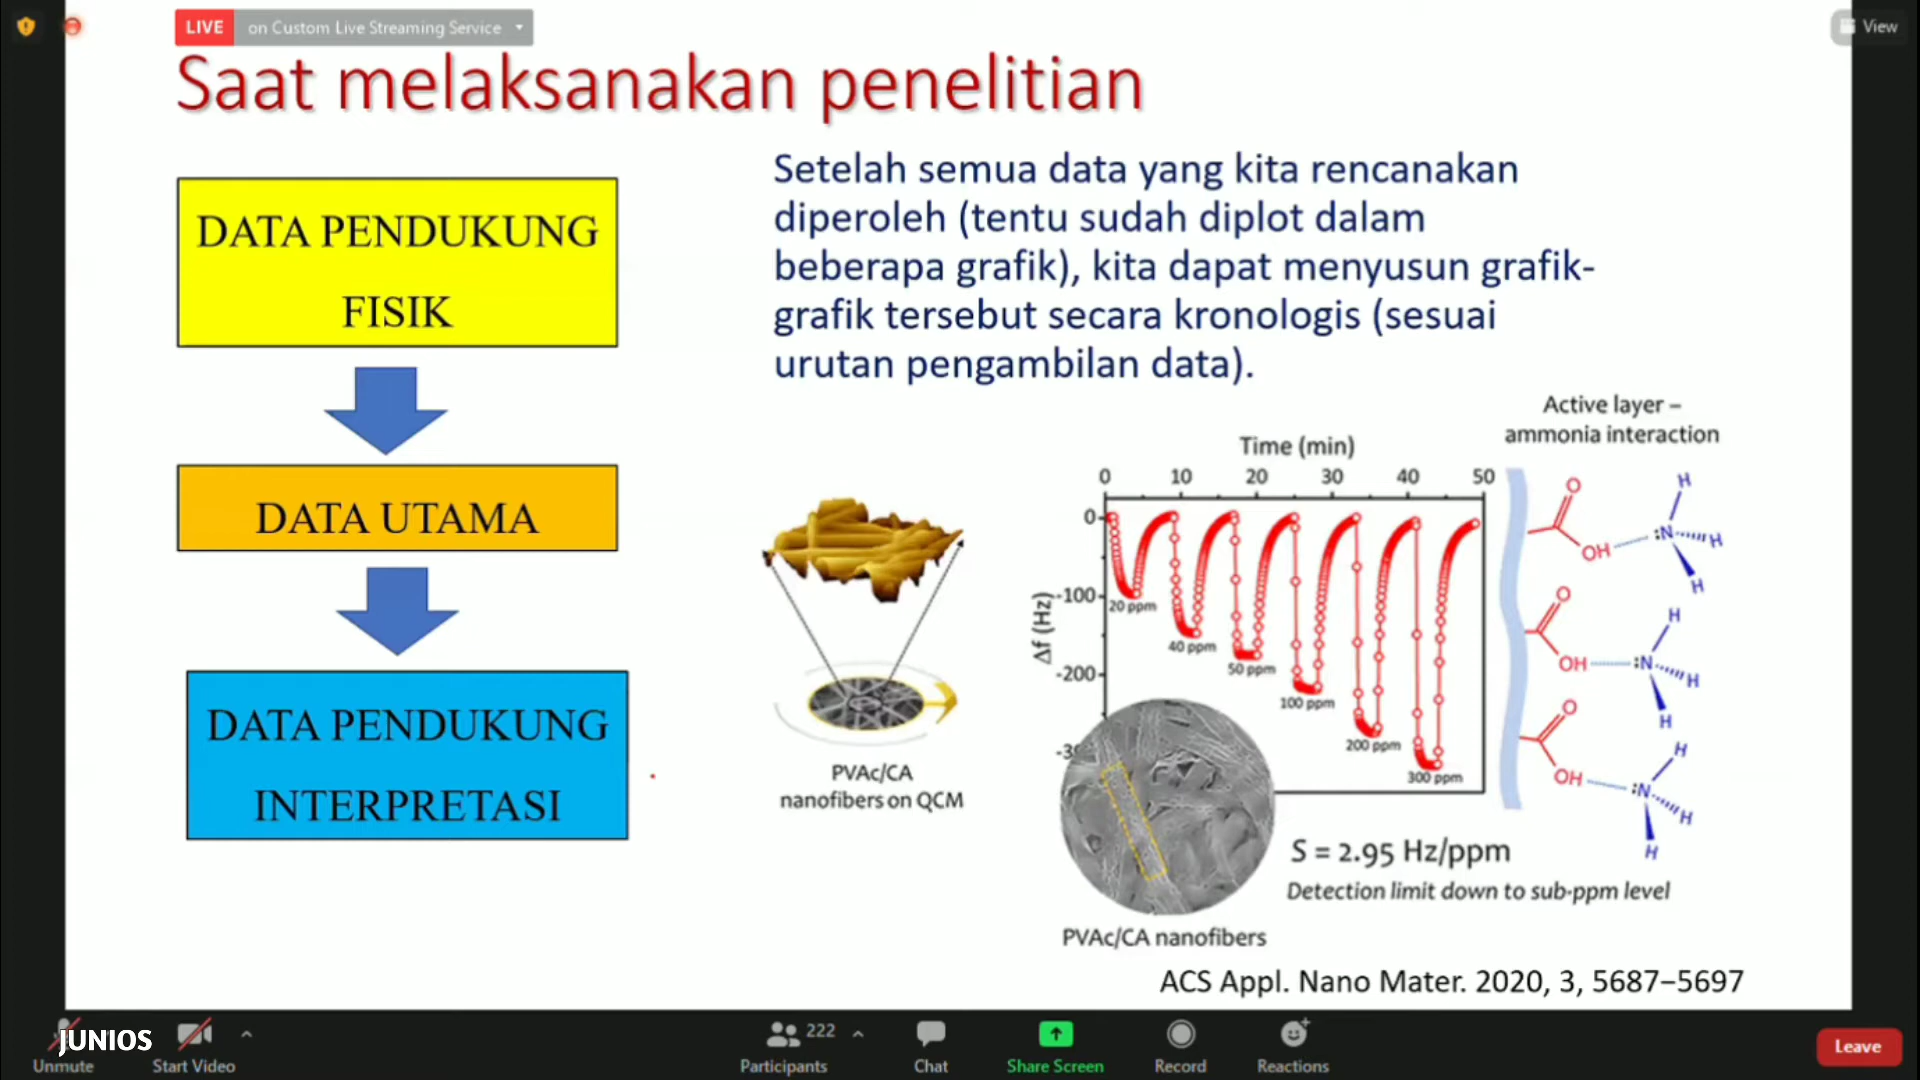 LIVE on Custom Live Streaming Service
View
Saat melaksanakan penelitian
DATA PENDUKUNG
FISIK
DATA UTAMA
DATA PENDUKUNG
INTERPRETASI
Setelah semua data yang kita rencanakan
diperoleh (tentu sudah diplot dalam
beberapa grafik), kita dapat menyusun grafik-
grafik tersebut secara kronologis (sesuai
urutan pengambilan data).
PVAc/CA
nanofibers on QCM
Time (min)
0 10 20 30 40 50
Δf (Hz)
0
-100
-200
20 ppm
40 ppm
50 ppm
100 ppm
200 ppm
300 ppm
PVAc/CA nanofibers
Active layer –
ammonia interaction
O H
OH :N H
H
O H
OH :N H
H
O H
OH :N H
H
S = 2.95 Hz/ppm
Detection limit down to sub-ppm level
ACS Appl. Nano Mater. 2020, 3, 5687−5697
JUNIOS
Unmute
Start Video
222
Participants
Chat
Share Screen
Record
Reactions
Leave